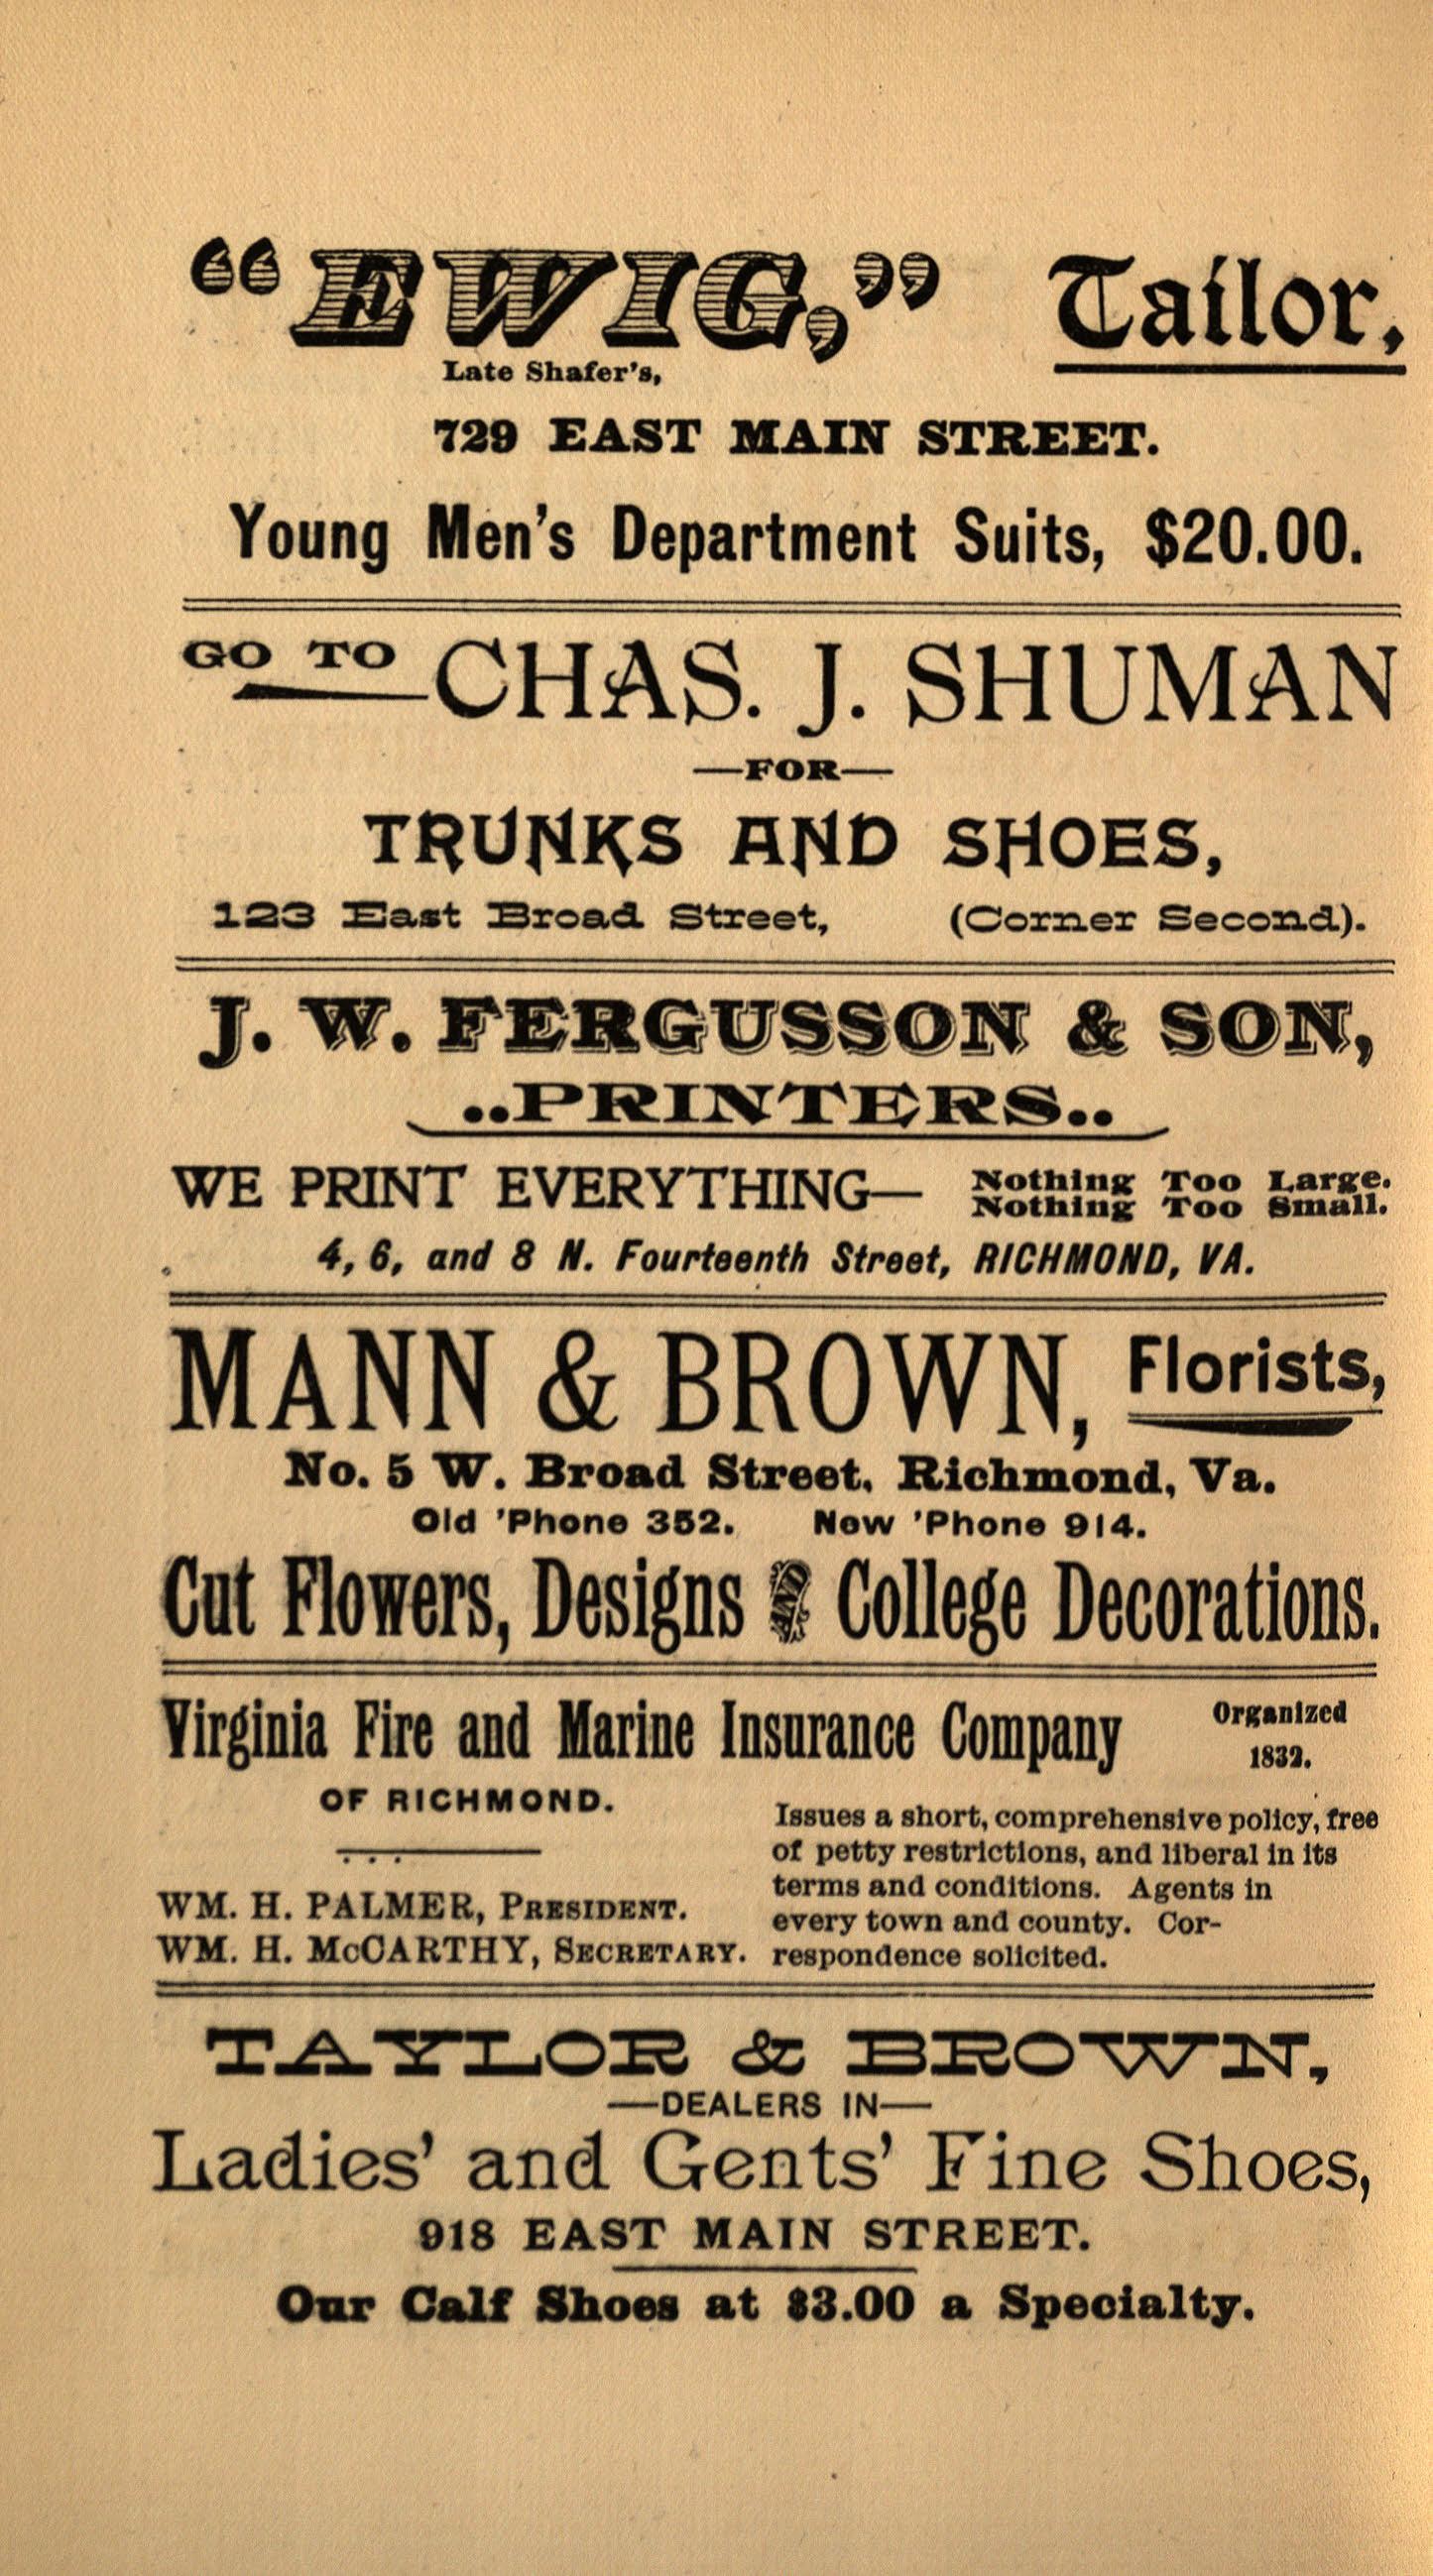 “EWIG,” Tailor,
Late Shafer’s,
729 EAST MAIN STREET.
Young Men’s Department Suits, $20.00.
GO TO CHAS. J. SHUMAN
—FOR—
TRUNKS AND SHOES,
123 East Broad Street, (Corner Second).
J. W. FERGUSSON & SON,
..PRINTERS..
WE PRINT EVERYTHING— Nothing Too Large.
Nothing Too Small.
4, 6, and 8 N. Fourteenth Street, RICHMOND, VA.
MANN & BROWN, Florists,
No. 5 W. Broad Street, Richmond, Va.
Old ’Phone 352. New ’Phone 914.
Cut Flowers, Designs & College Decorations.
Virginia Fire and Marine Insurance Company
OF RICHMOND.
WM. H. PALMER, PRESIDENT.
WM. H. McCARTHY, SECRETARY.
Organized
1832.
Issues a short, comprehensive policy, free
of petty restrictions, and liberal in its
terms and conditions. Agents in
every town and county. Cor-
respondence solicited.
TAYLOR & BROWN,
—DEALERS IN—
Ladies’ and Gents’ Fine Shoes,
918 EAST MAIN STREET.
Our Calf Shoes at $3.00 a Specialty.